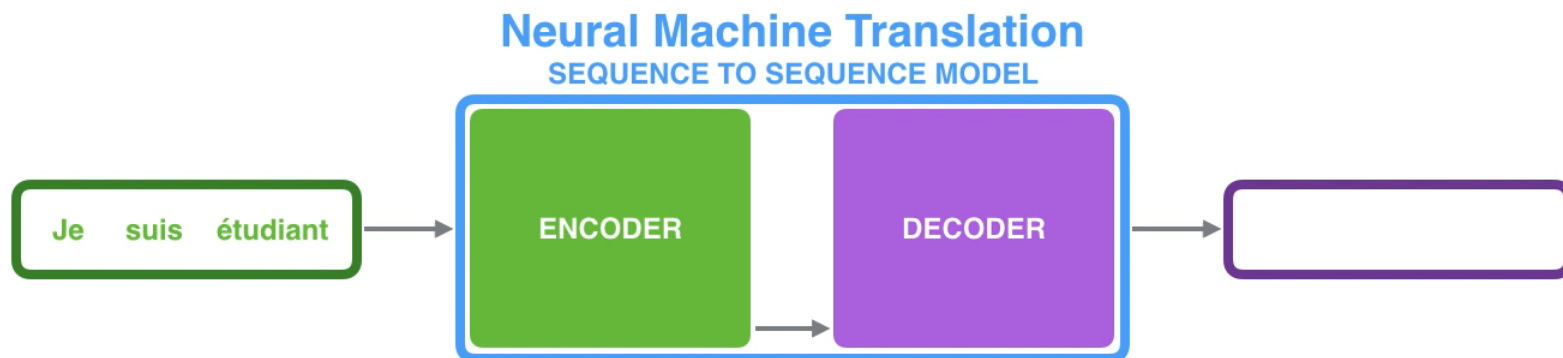 Neural Machine Translation
SEQUENCE TO SEQUENCE MODEL
Je suis étudiant
ENCODER
DECODER